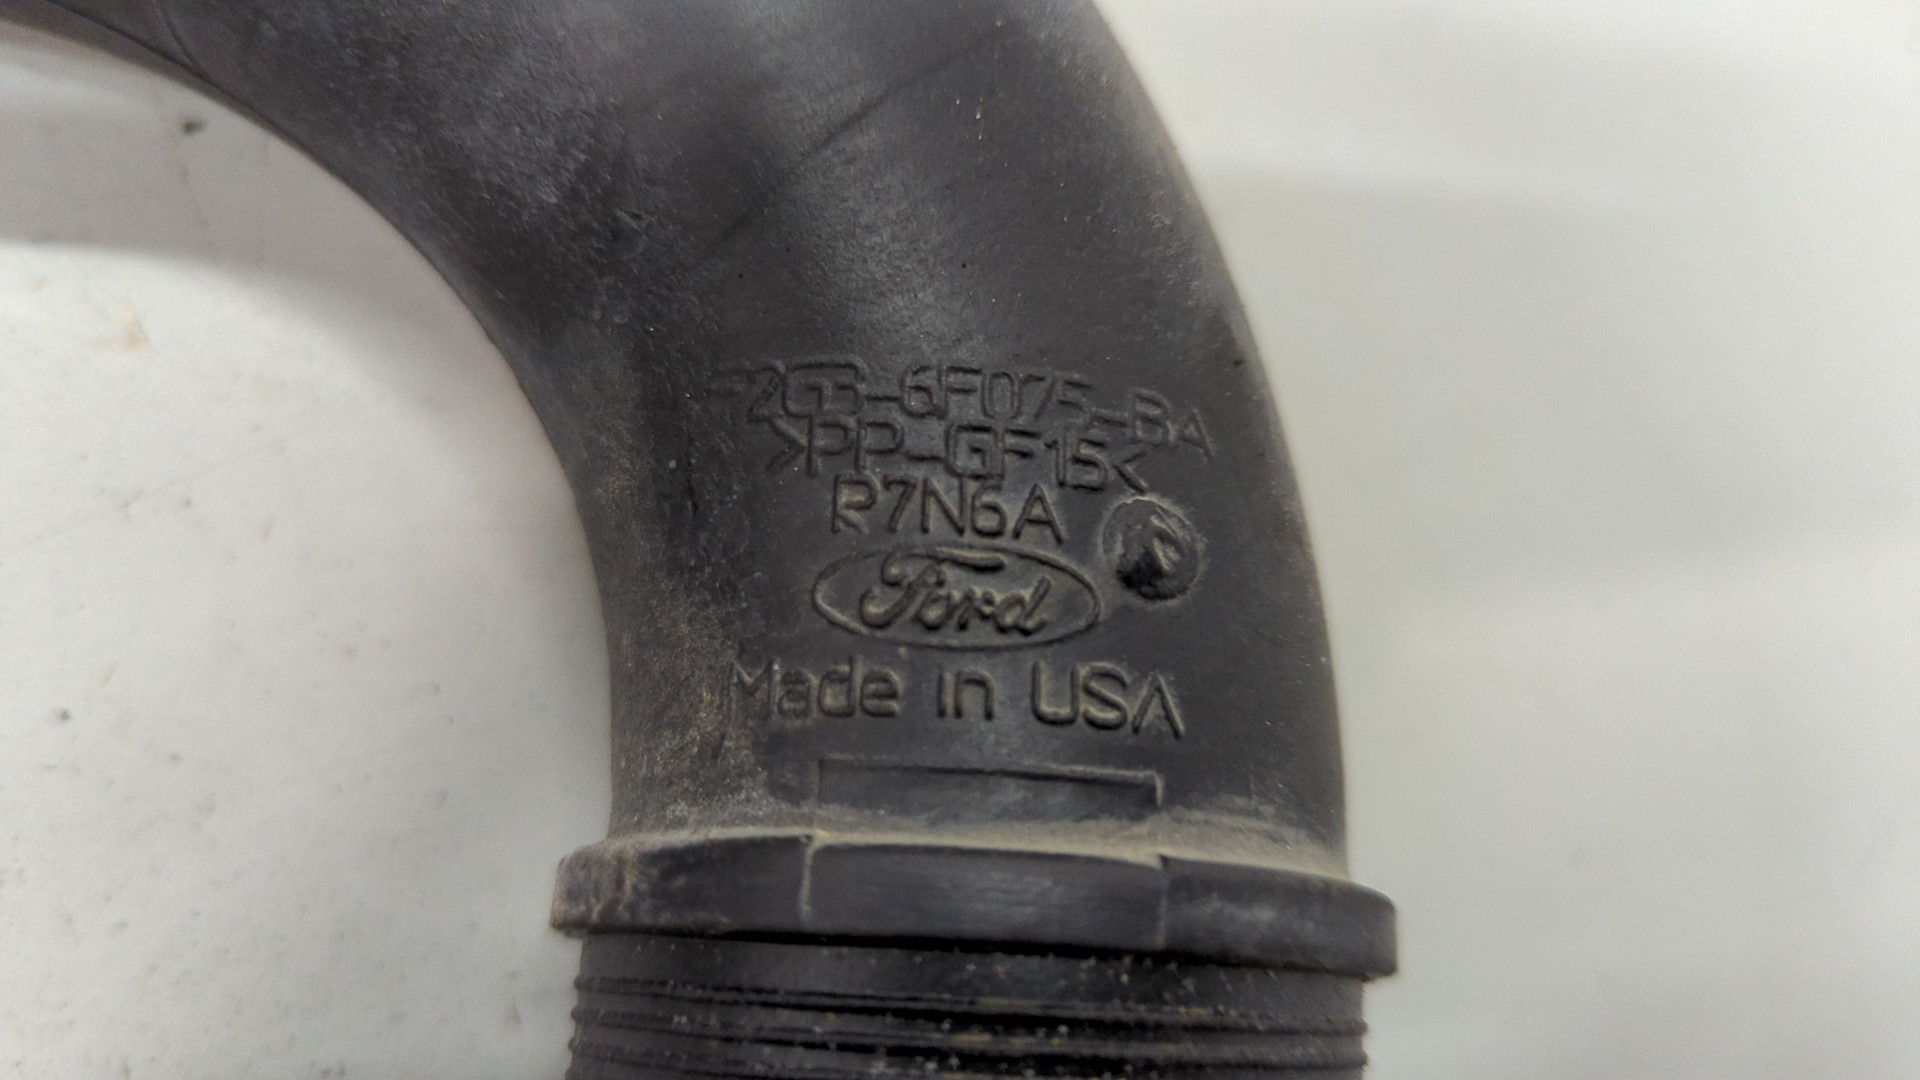 F2GB-6F075-BA
>PP-GF15<
R7N6A
Ford
Made in USA